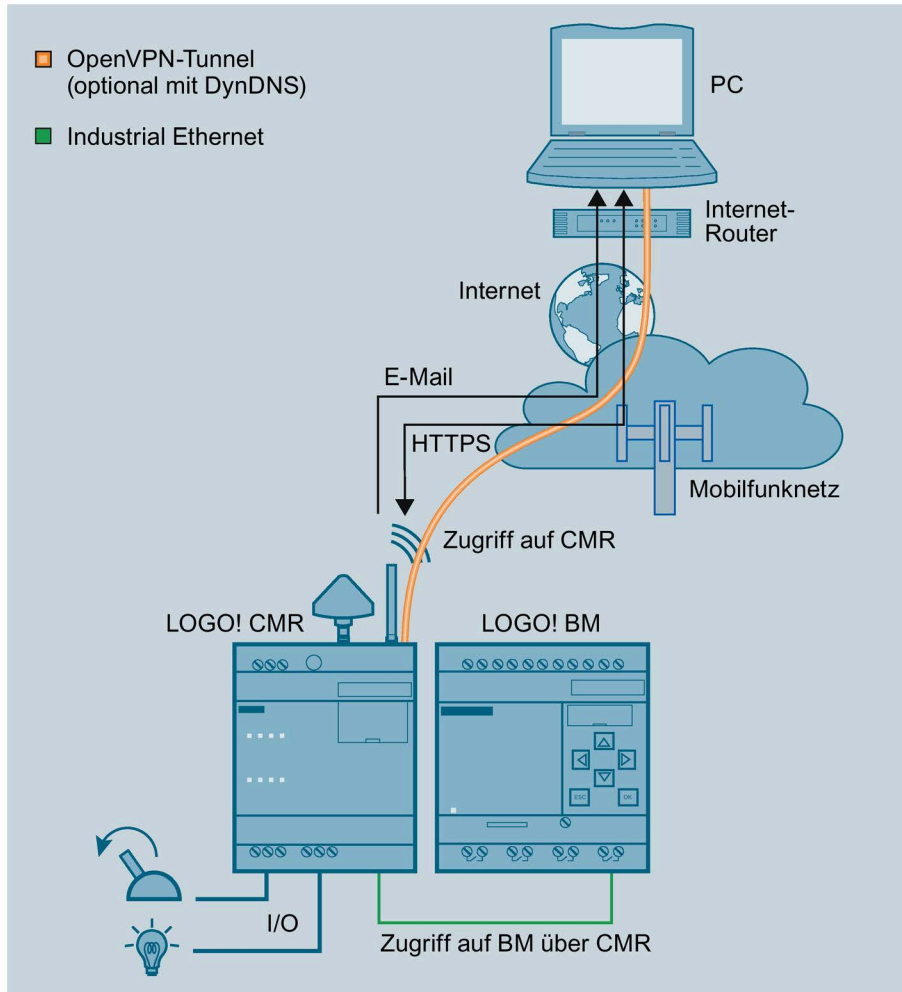 OpenVPN-Tunnel
(optional mit DynDNS)
Industrial Ethernet
PC
Internet-
Router
Internet
E-Mail
HTTPS
Mobilfunknetz
Zugriff auf CMR
LOGO! CMR
LOGO! BM
ESC
OK
I/O
Zugriff auf BM über CMR